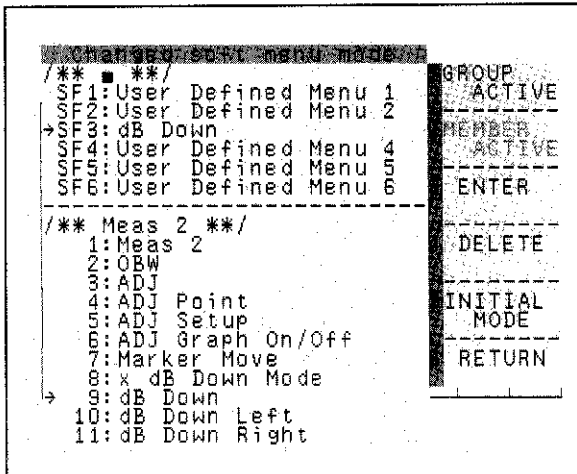 Changed soft menu mode
/** ■ **/
SF1:User Defined Menu 1
SF2:User Defined Menu 2
→SF3:dB Down
SF4:User Defined Menu 4
SF5:User Defined Menu 5
SF6:User Defined Menu 6
/** Meas 2 **/
1:Meas 2
2:OBW
3:ADJ
4:ADJ Point
5:ADJ Setup
6:ADJ Graph On/Off
7:Marker Move
8:x dB Down Mode
→ 9:dB Down
10:dB Down Left
11:dB Down Right
GROUP
ACTIVE
MEMBER
ACTIVE
ENTER
DELETE
INITIAL
MODE
RETURN